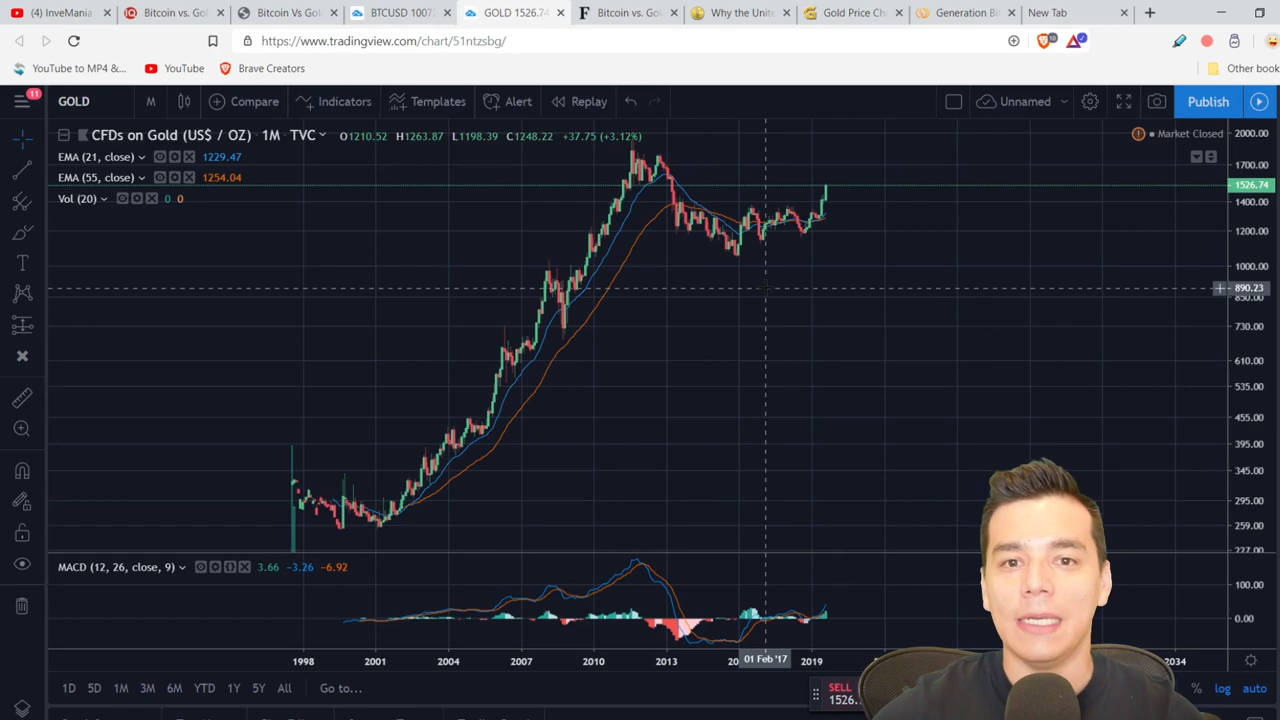 (4) InveMania
Bitcoin vs. Gol
Bitcoin Vs Go
BTCUSD 10072
GOLD 1526.74
Bitcoin vs. Gol
Why the Unite
Gold Price Cha
Generation Bi
New Tab
https://www.tradingview.com/chart/51ntzsbg/
10
YouTube to MP4 &...
YouTube
Brave Creators
Other book
11
GOLD
M
Compare
Indicators
Templates
Alert
Replay
Unnamed
Publish
CFDs on Gold (US$ / OZ) 1M TVC
O1210.52 H1263.87 L1198.39 C1248.22 +37.75 (+3.12%)
Market Closed
EMA (21, close)
1229.47
EMA (55, close)
1254.04
Vol (20)
0 0
2000.00
1700.00
1526.74
1400.00
1200.00
1000.00
890.23
850.00
730.00
610.00
535.00
455.00
395.00
345.00
295.00
259.00
227.00
MACD (12, 26, close, 9)
3.66 −3.26 −6.92
100.00
0.00
1998
2001
2004
2007
2010
2013
01 Feb '17
2019
2034
1D 5D 1M 3M 6M YTD 1Y 5Y All
Go to...
SELL
1526.
%
log
auto